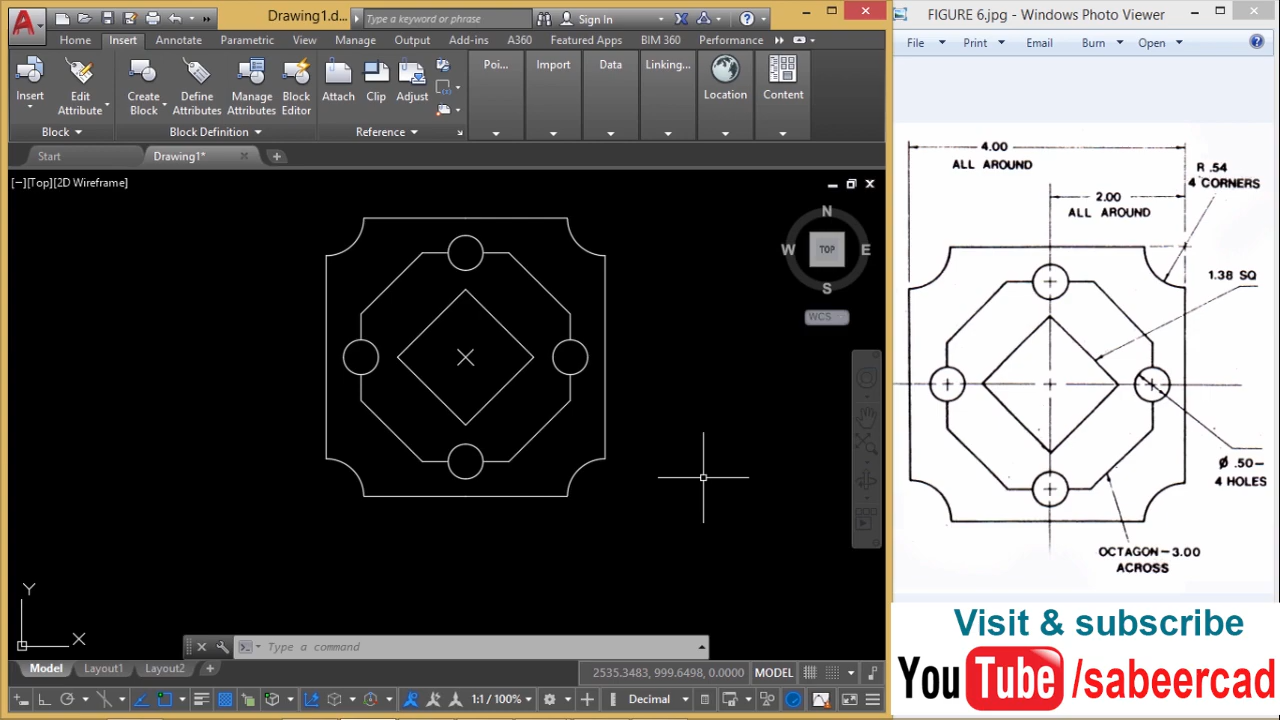 Drawing1.d...
Type a keyword or phrase
Sign In
Home Insert Annotate Parametric View Manage Output Add-ins A360 Featured Apps BIM 360 Performance
Insert
Edit Attribute
Create Block
Define Attributes
Manage Attributes
Block Editor
Attach
Clip
Adjust
Poi...
Import
Data
Linking...
Location
Content
Block
Block Definition
Reference
Start
Drawing1*
[−][Top][2D Wireframe]
N
W
TOP
E
S
WCS
Y
X
Type a command
Model
Layout1
Layout2
2535.3483, 999.6498, 0.0000
MODEL
1:1 / 100%
Decimal
FIGURE 6.jpg - Windows Photo Viewer
File Print Email Burn Open
4.00
ALL AROUND
R .54
4 CORNERS
2.00
ALL AROUND
1.38 SQ
Ø .50–
4 HOLES
OCTAGON–3.00
ACROSS
Visit & subscribe
YouTube/sabeercad